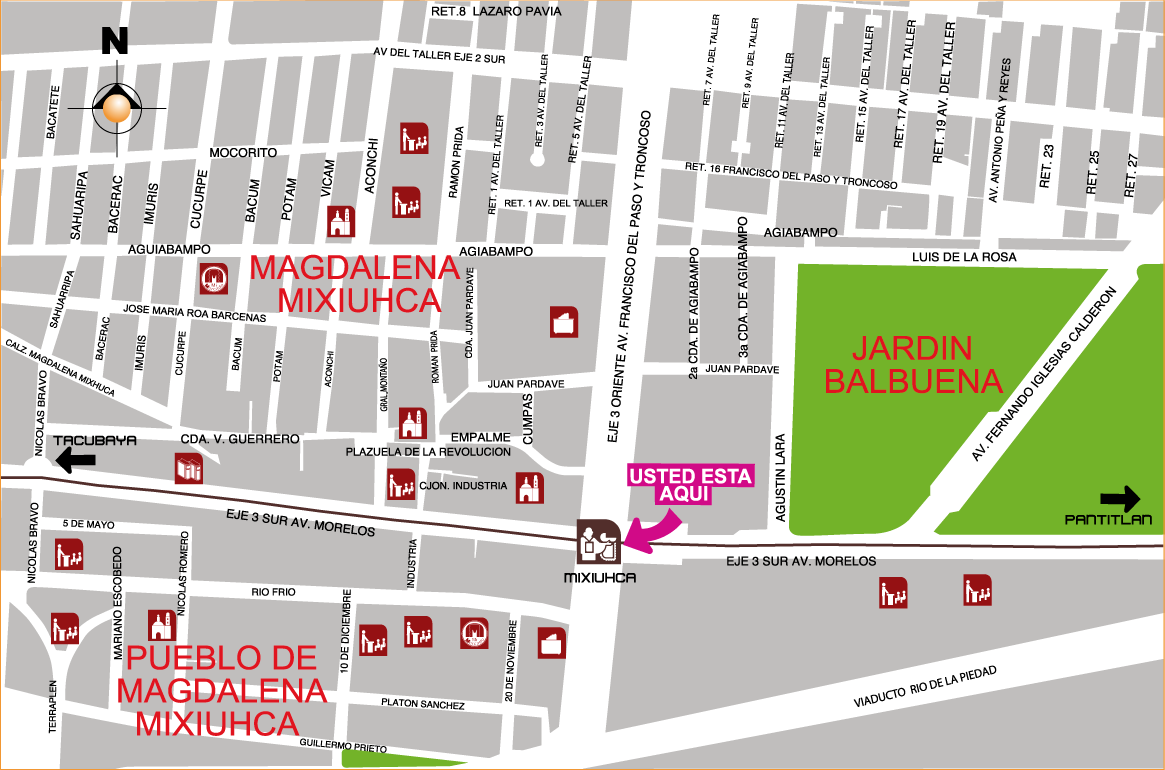 RET.8 LAZARO PAVIA
AV DEL TALLER EJE 2 SUR
N
BACATETE
RET. 3 AV. DEL TALLER
RET. 5 AV. DEL TALLER
RET. 7 AV. DEL TALLER
RET. 9 AV. DEL TALLER
RET. 11 AV. DEL TALLER
RET. 13 AV. DEL TALLER
RET. 15 AV. DEL TALLER
RET. 17 AV. DEL TALLER
RET. 19 AV. DEL TALLER
AV. ANTONIO PEÑA Y REYES
RET. 23
RET. 25
RET. 27
MOCORITO
SAHUARIPA
BACERAC
IMURIS
CUCURPE
BACUM
POTAM
VICAM
ACONCHI
RAMON PRIDA
RET. 1 AV. DEL TALLER
RET. 1 AV. DEL TALLER
RET. 16 FRANCISCO DEL PASO Y TRONCOSO
EJE 3 ORIENTE AV. FRANCISCO DEL PASO Y TRONCOSO
AGUIABAMPO
AGIABAMPO
AGIABAMPO
LUIS DE LA ROSA
MAGDALENA
MIXIUHCA
SAHUARRIPA
BACERAC
IMURIS
CUCURPE
BACUM
POTAM
ACONCHI
GRAL.MONTAÑO
ROMAN PRIDA
CDA. JUAN PARDAVE
2a CDA. DE AGIABAMPO
3a CDA. DE AGIABAMPO
JOSE MARIA ROA BARCENAS
CALZ. MAGDALENA MIXHUCA
JARDIN
BALBUENA
AV. FERNANDO IGLESIAS CALDERON
JUAN PARDAVE
JUAN PARDAVE
NICOLAS BRAVO
CUMPAS
TACUBAYA
CDA. V. GUERRERO
EMPALME
PLAZUELA DE LA REVOLUCION
AGUSTIN LARA
CJON. INDUSTRIA
USTED ESTA
AQUI
PANTITLAN
EJE 3 SUR AV. MORELOS
NICOLAS BRAVO
5 DE MAYO
MARIANO ESCOBEDO
NICOLAS ROMERO
INDUSTRIA
MIXIUHCA
EJE 3 SUR AV. MORELOS
RIO FRIO
10 DE DICIEMBRE
20 DE NOVIEMBRE
PUEBLO DE
MAGDALENA
MIXIUHCA
TERRAPLEN
PLATON SANCHEZ
VIADUCTO RIO DE LA PIEDAD
GUILLERMO PRIETO